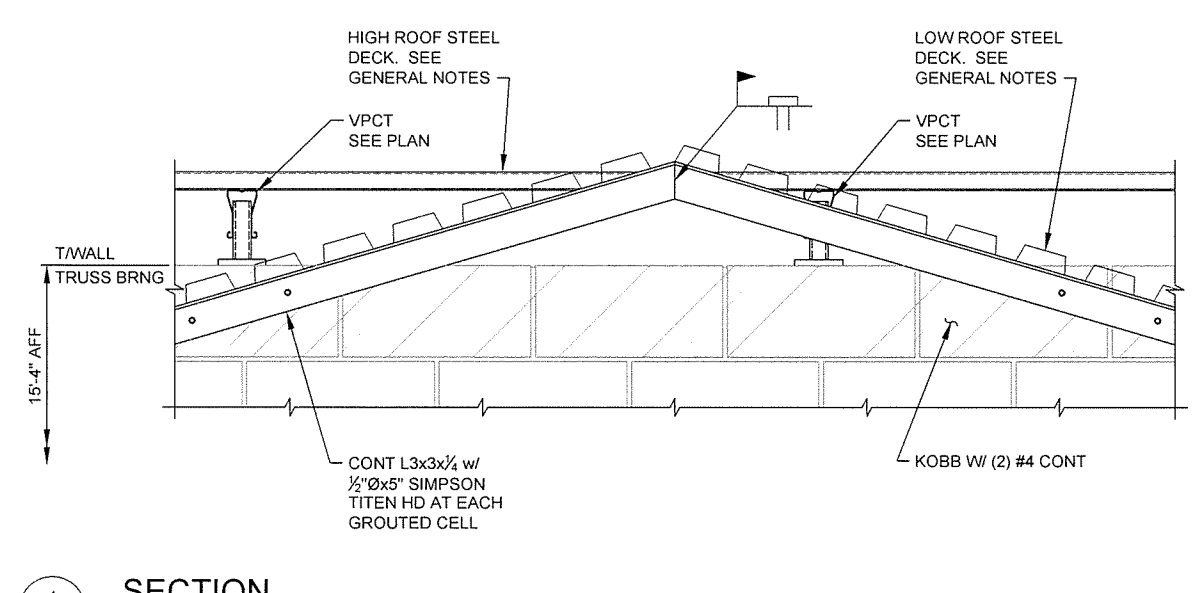 HIGH ROOF STEEL
DECK. SEE
GENERAL NOTES
LOW ROOF STEEL
DECK. SEE
GENERAL NOTES
VPCT
SEE PLAN
VPCT
SEE PLAN
T/WALL
TRUSS BRNG
15'-4" AFF
CONT L3x3x¼ w/
½"Øx5" SIMPSON
TITEN HD AT EACH
GROUTED CELL
KOBB W/ (2) #4 CONT
SECTION